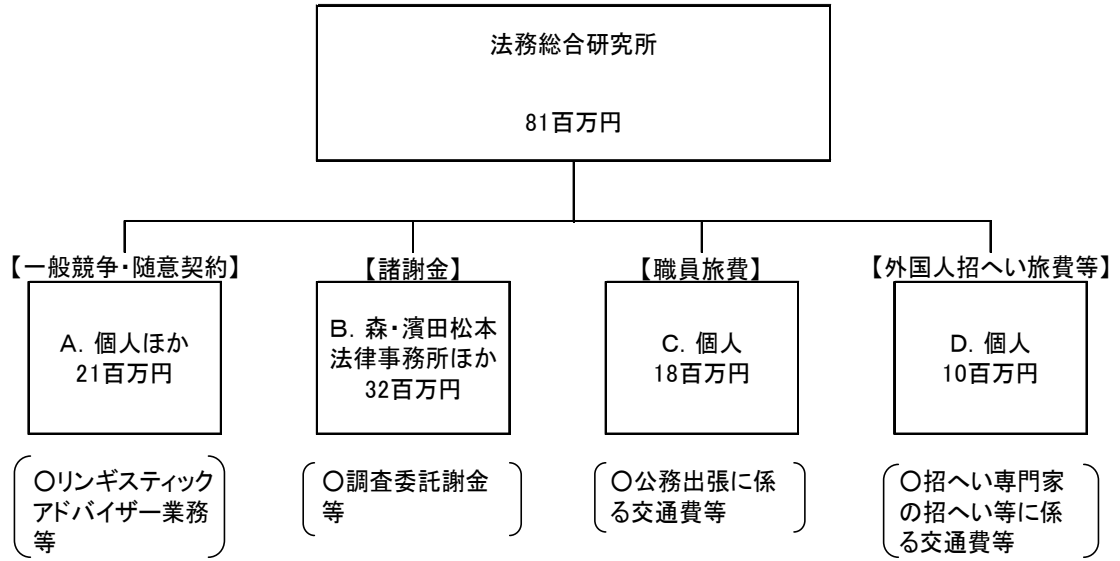 法務総合研究所
81百万円
【一般競争・随意契約】
【諸謝金】
【職員旅費】
【外国人招へい旅費等】
A. 個人ほか
21百万円
B. 森・濱田松本
法律事務所ほか
32百万円
C. 個人
18百万円
D. 個人
10百万円
○リンギスティック
アドバイザー業務
等
○調査委託謝金
等
○公務出張に係
る交通費等
○招へい専門家
の招へい等に係
る交通費等